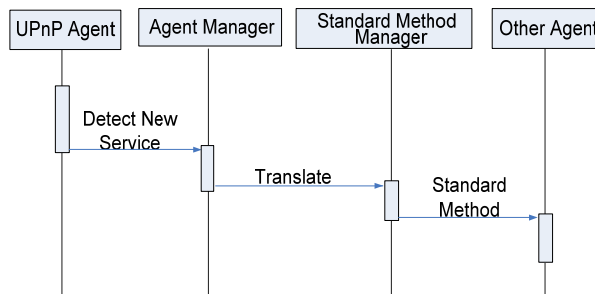 UPnP Agent
Agent Manager
Standard Method
Manager
Other Agent
Detect New
Service
Translate
Standard
Method